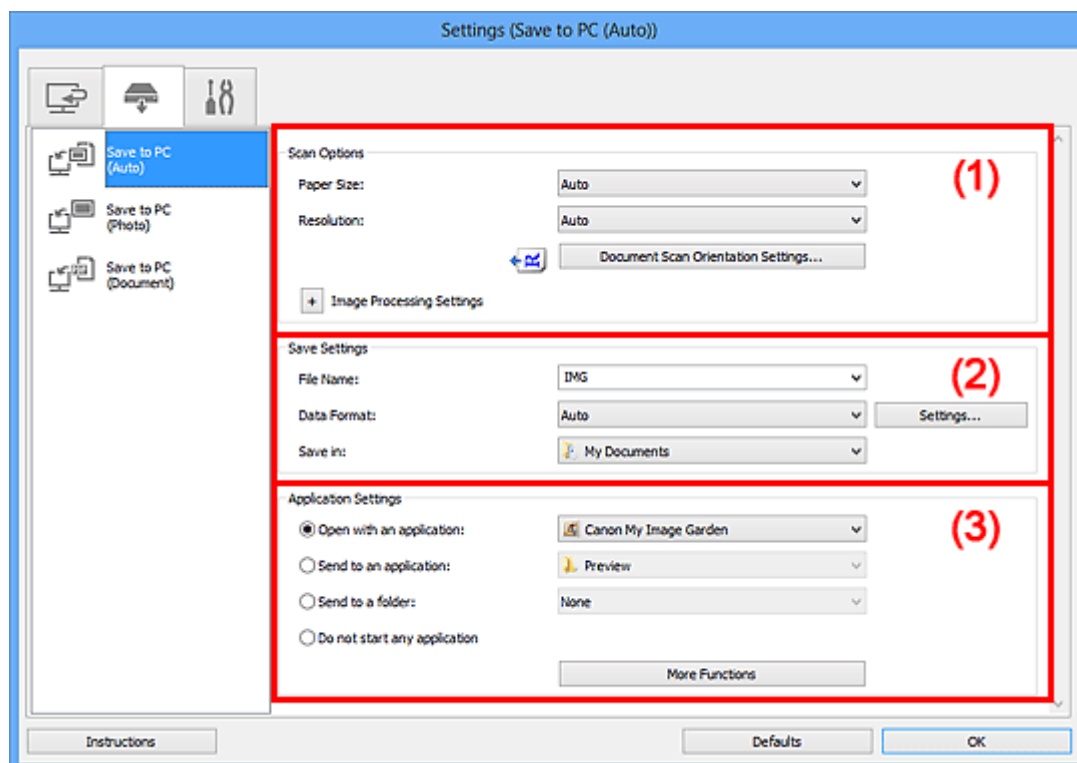 Settings (Save to PC (Auto))
Save to PC
(Auto)
Save to PC
(Photo)
Save to PC
(Document)
Scan Options
(1)
Paper Size: Auto
Resolution: Auto
Document Scan Orientation Settings...
+ Image Processing Settings
Save Settings
(2)
File Name: IMG
Data Format: Auto Settings...
Save in: My Documents
Application Settings
(3)
Open with an application: Canon My Image Garden
Send to an application: Preview
Send to a folder: None
Do not start any application
More Functions
Instructions Defaults OK